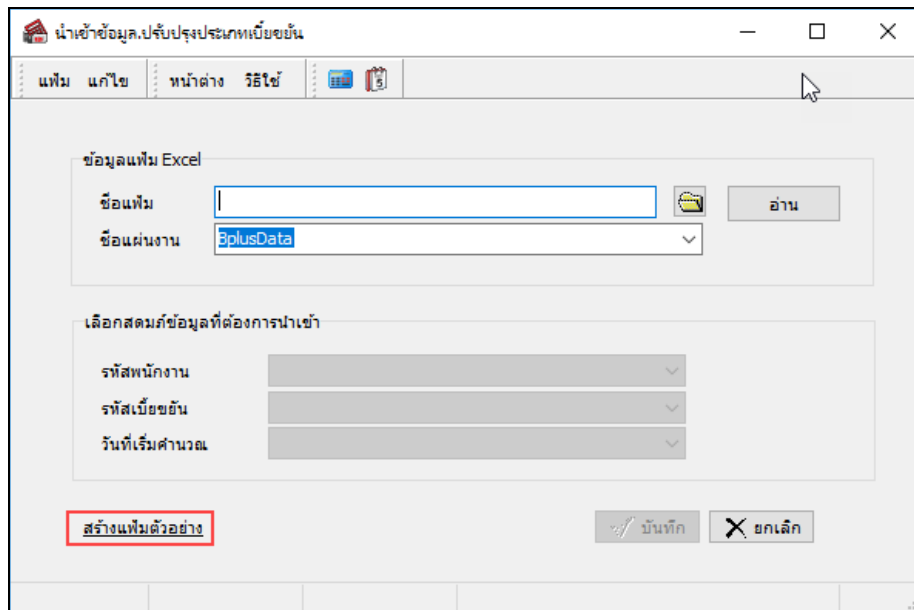 นำเข้าข้อมูล.ปรับปรุงประเภทเบี้ยขยัน
แฟ้ม แก้ไข หน้าต่าง วิธีใช้ 5
ข้อมูลแฟ้ม Excel
ชื่อแฟ้ม อ่าน
ชื่อแผ่นงาน BplusData
เลือกสดมภ์ข้อมูลที่ต้องการนำเข้า
รหัสพนักงาน
รหัสเบี้ยขยัน
วันที่เริ่มคำนวณ
สร้างแฟ้มตัวอย่าง บันทึก ยกเลิก